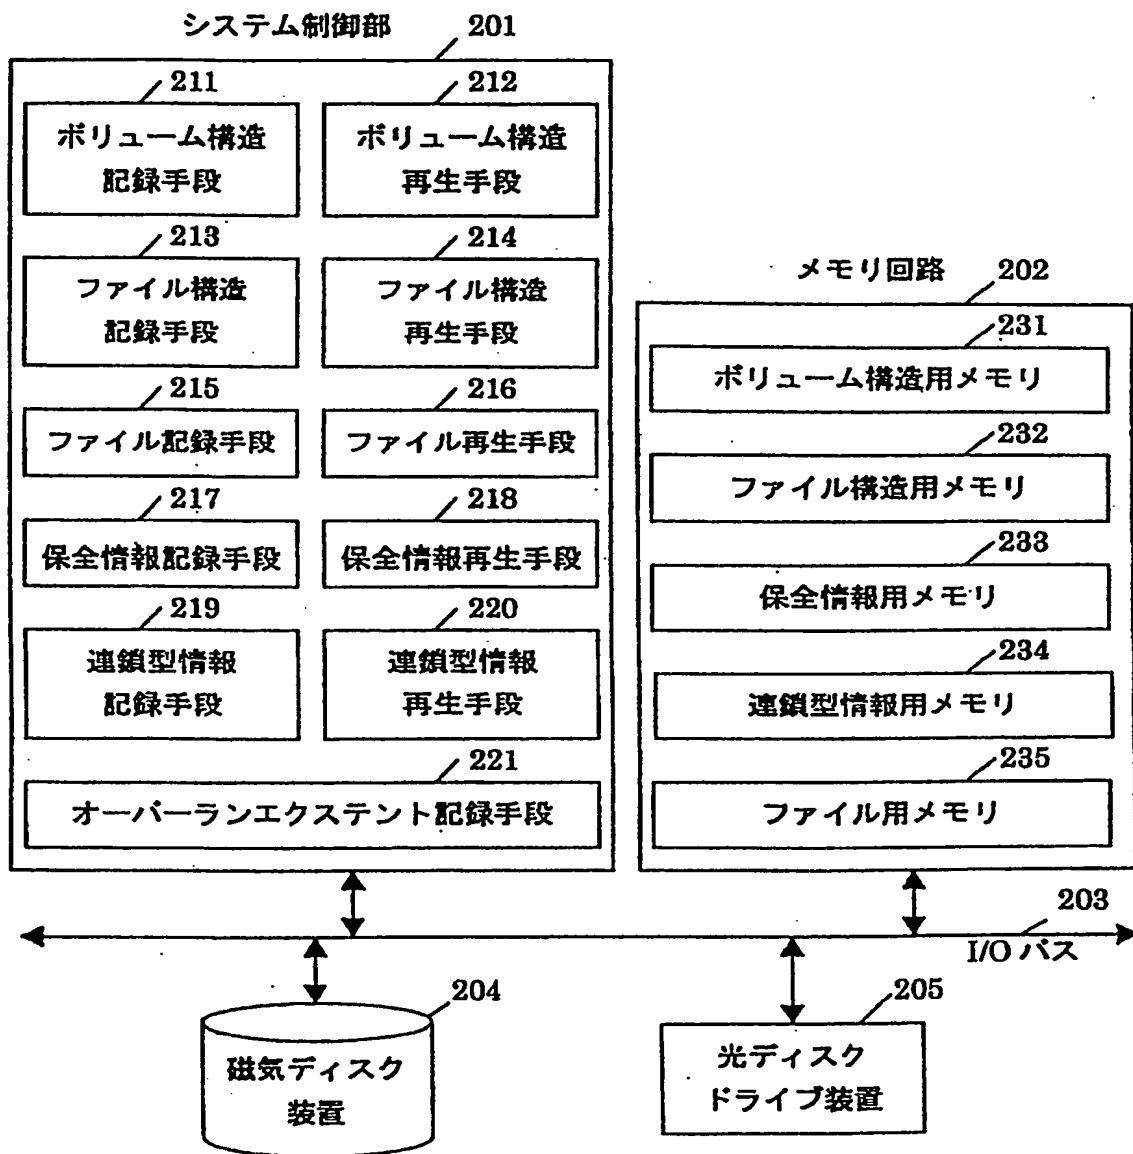 システム制御部 201
211 212
ボリューム構造
記録手段
ボリューム構造
再生手段
213 214
ファイル構造
記録手段
ファイル構造
再生手段
215 216
ファイル記録手段
ファイル再生手段
217 218
保全情報記録手段
保全情報再生手段
219 220
連鎖型情報
記録手段
連鎖型情報
再生手段
221
オーバーランエクステント記録手段
メモリ回路 202
231
ボリューム構造用メモリ
232
ファイル構造用メモリ
233
保全情報用メモリ
234
連鎖型情報用メモリ
235
ファイル用メモリ
203
I/O バス
204
磁気ディスク
装置
205
光ディスク
ドライブ装置